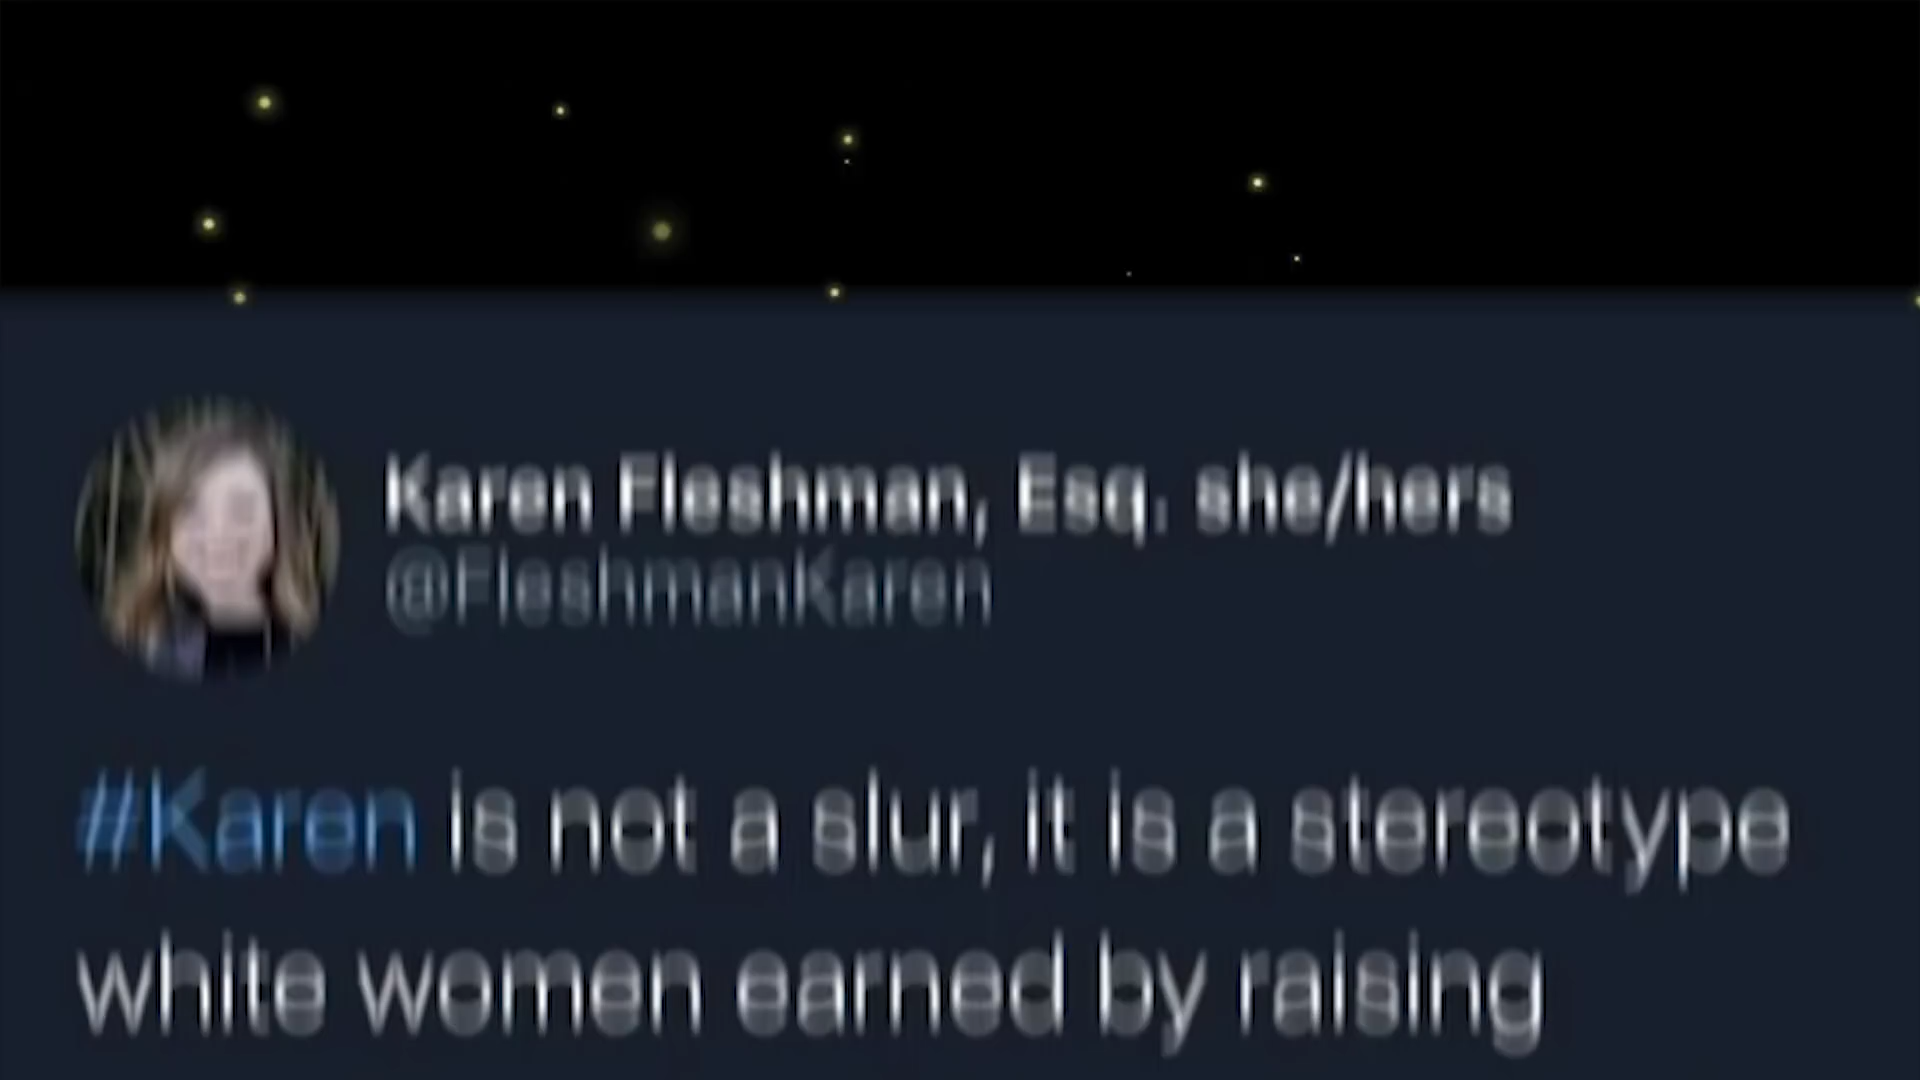 Karen Fleshman, Esq. she/hers
@FleshmanKaren
#Karen is not a slur, it is a stereotype
white women earned by raising